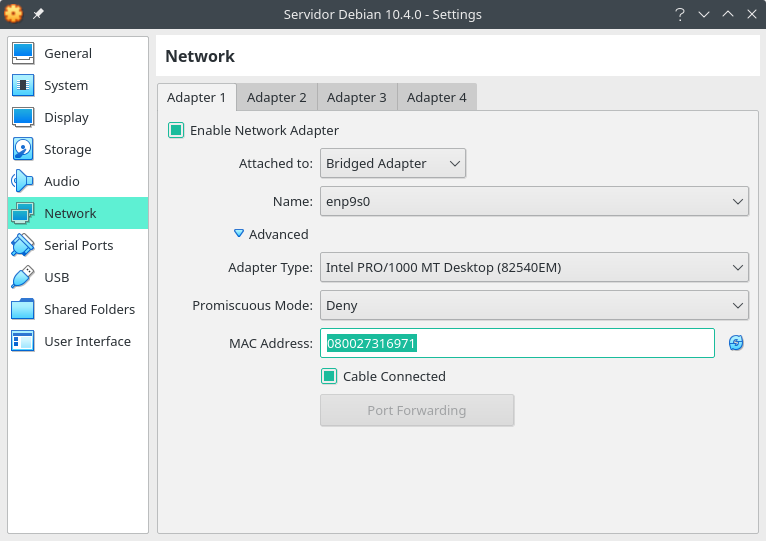 Servidor Debian 10.4.0 - Settings
General
System
Display
Storage
Audio
Network
Serial Ports
USB
Shared Folders
User Interface
Network
Adapter 1 Adapter 2 Adapter 3 Adapter 4
Enable Network Adapter
Attached to: Bridged Adapter
Name: enp9s0
Advanced
Adapter Type: Intel PRO/1000 MT Desktop (82540EM)
Promiscuous Mode: Deny
MAC Address: 080027316971
Cable Connected
Port Forwarding